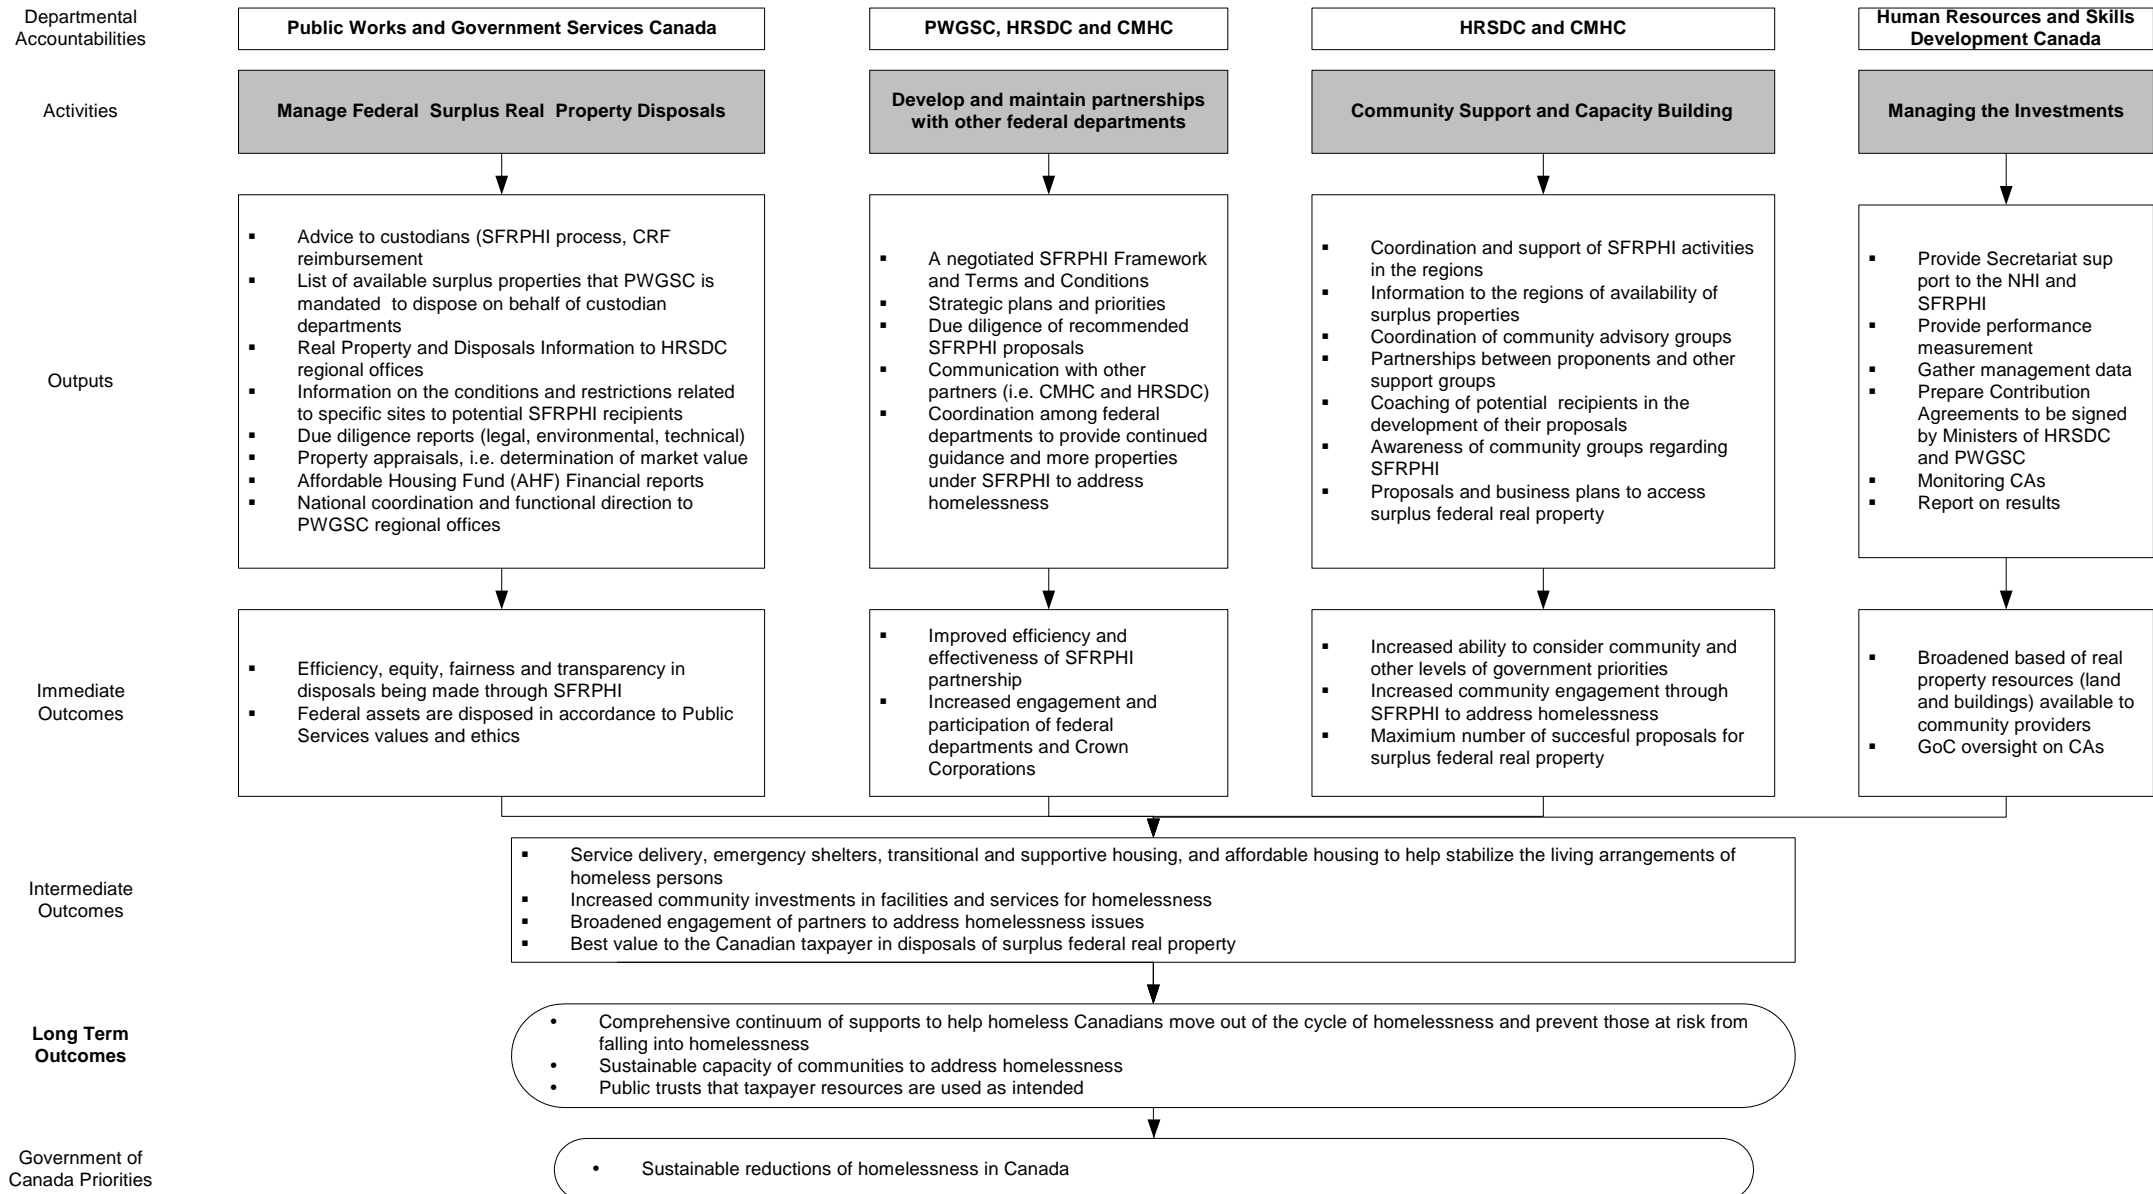 Departmental
Accountabilities
Public Works and Government Services Canada
PWGSC, HRSDC and CMHC
HRSDC and CMHC
Human Resources and Skills
Development Canada
Activities
Manage Federal Surplus Real Property Disposals
Develop and maintain partnerships
with other federal departments
Community Support and Capacity Building
Managing the Investments
Outputs
▪ Advice to custodians (SFRPHI process, CRF
reimbursement
▪ List of available surplus properties that PWGSC is
mandated to dispose on behalf of custodian
departments
▪ Real Property and Disposals Information to HRSDC
regional offices
▪ Information on the conditions and restrictions related
to specific sites to potential SFRPHI recipients
▪ Due diligence reports (legal, environmental, technical)
▪ Property appraisals, i.e. determination of market value
▪ Affordable Housing Fund (AHF) Financial reports
▪ National coordination and functional direction to
PWGSC regional offices
▪ A negotiated SFRPHI Framework
and Terms and Conditions
▪ Strategic plans and priorities
▪ Due diligence of recommended
SFRPHI proposals
▪ Communication with other
partners (i.e. CMHC and HRSDC)
▪ Coordination among federal
departments to provide continued
guidance and more properties
under SFRPHI to address
homelessness
▪ Coordination and support of SFRPHI activities
in the regions
▪ Information to the regions of availability of
surplus properties
▪ Coordination of community advisory groups
▪ Partnerships between proponents and other
support groups
▪ Coaching of potential recipients in the
development of their proposals
▪ Awareness of community groups regarding
SFRPHI
▪ Proposals and business plans to access
surplus federal real property
▪ Provide Secretariat sup
port to the NHI and
SFRPHI
▪ Provide performance
measurement
▪ Gather management data
▪ Prepare Contribution
Agreements to be signed
by Ministers of HRSDC
and PWGSC
▪ Monitoring CAs
▪ Report on results
Immediate
Outcomes
▪ Efficiency, equity, fairness and transparency in
disposals being made through SFRPHI
▪ Federal assets are disposed in accordance to Public
Services values and ethics
▪ Improved efficiency and
effectiveness of SFRPHI
partnership
▪ Increased engagement and
participation of federal
departments and Crown
Corporations
▪ Increased ability to consider community and
other levels of government priorities
▪ Increased community engagement through
SFRPHI to address homelessness
▪ Maximium number of succesful proposals for
surplus federal real property
▪ Broadened based of real
property resources (land
and buildings) available to
community providers
▪ GoC oversight on CAs
Intermediate
Outcomes
▪ Service delivery, emergency shelters, transitional and supportive housing, and affordable housing to help stabilize the living arrangements of
homeless persons
▪ Increased community investments in facilities and services for homelessness
▪ Broadened engagement of partners to address homelessness issues
▪ Best value to the Canadian taxpayer in disposals of surplus federal real property
Long Term
Outcomes
• Comprehensive continuum of supports to help homeless Canadians move out of the cycle of homelessness and prevent those at risk from
falling into homelessness
• Sustainable capacity of communities to address homelessness
• Public trusts that taxpayer resources are used as intended
Government of
Canada Priorities
• Sustainable reductions of homelessness in Canada